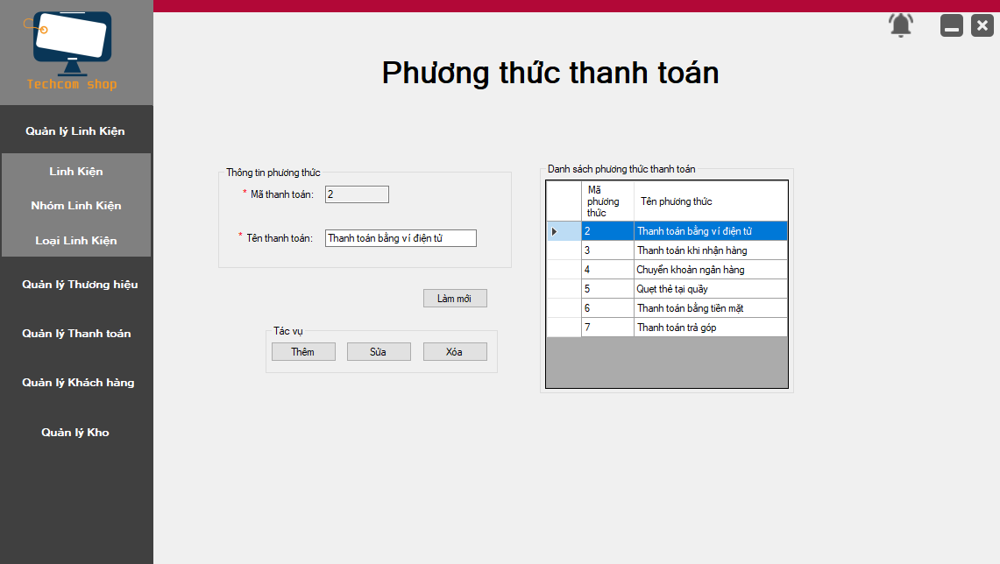 Techcom shop
Quản lý Linh Kiện
Linh Kiện
Nhóm Linh Kiện
Loại Linh Kiện
Quản lý Thương hiệu
Quản lý Thanh toán
Quản lý Khách hàng
Quản lý Kho
Phương thức thanh toán
Thông tin phương thức
* Mã thanh toán: 2
* Tên thanh toán: Thanh toán bằng ví điện tử
Làm mới
Tác vụ
Thêm Sửa Xóa
Danh sách phương thức thanh toán
Mã phương thức Tên phương thức
2 Thanh toán bằng ví điện tử
3 Thanh toán khi nhận hàng
4 Chuyển khoản ngân hàng
5 Quẹt thẻ tại quầy
6 Thanh toán bằng tiền mặt
7 Thanh toán trả góp